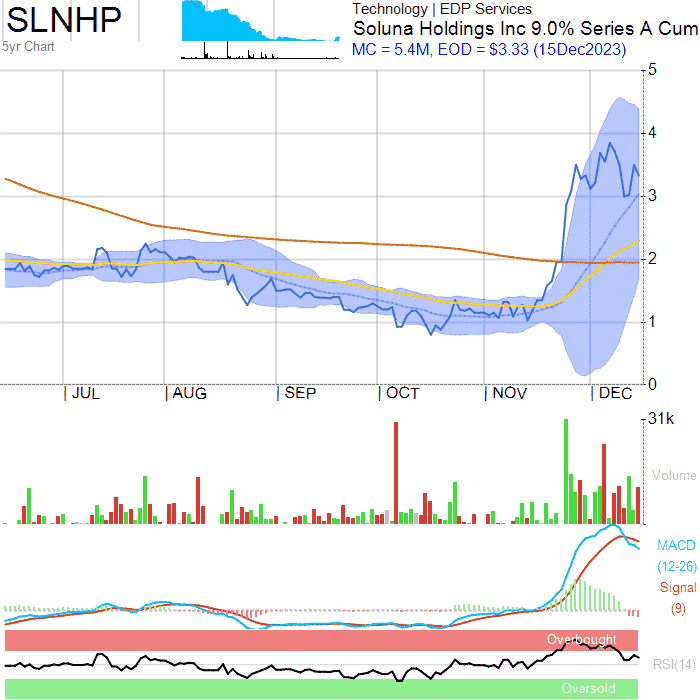 SLNHP
5yr Chart
Technology | EDP Services
Soluna Holdings Inc 9.0% Series A Cum
MC = 5.4M, EOD = $3.33 (15Dec2023)
5
4
3
2
1
0
JUL AUG SEP OCT NOV DEC
31k
Volume
MACD
(12-26)
Signal
(9)
Overbought
RSI(14)
Oversold